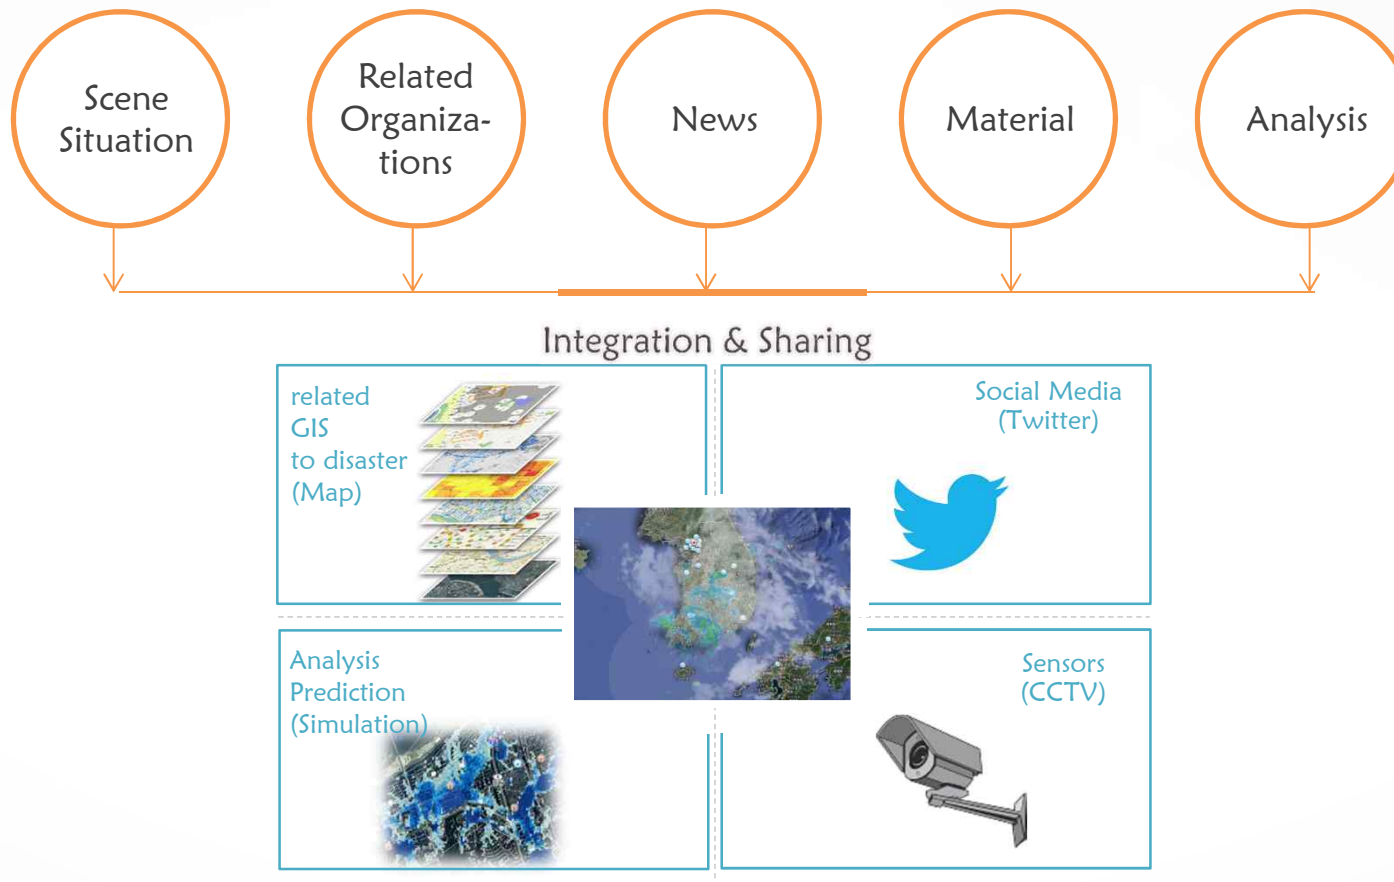 Scene
Situation
Related
Organiza-
tions
News
Material
Analysis
Integration & Sharing
related
GIS
to disaster
(Map)
Social Media
(Twitter)
Analysis
Prediction
(Simulation)
Sensors
(CCTV)